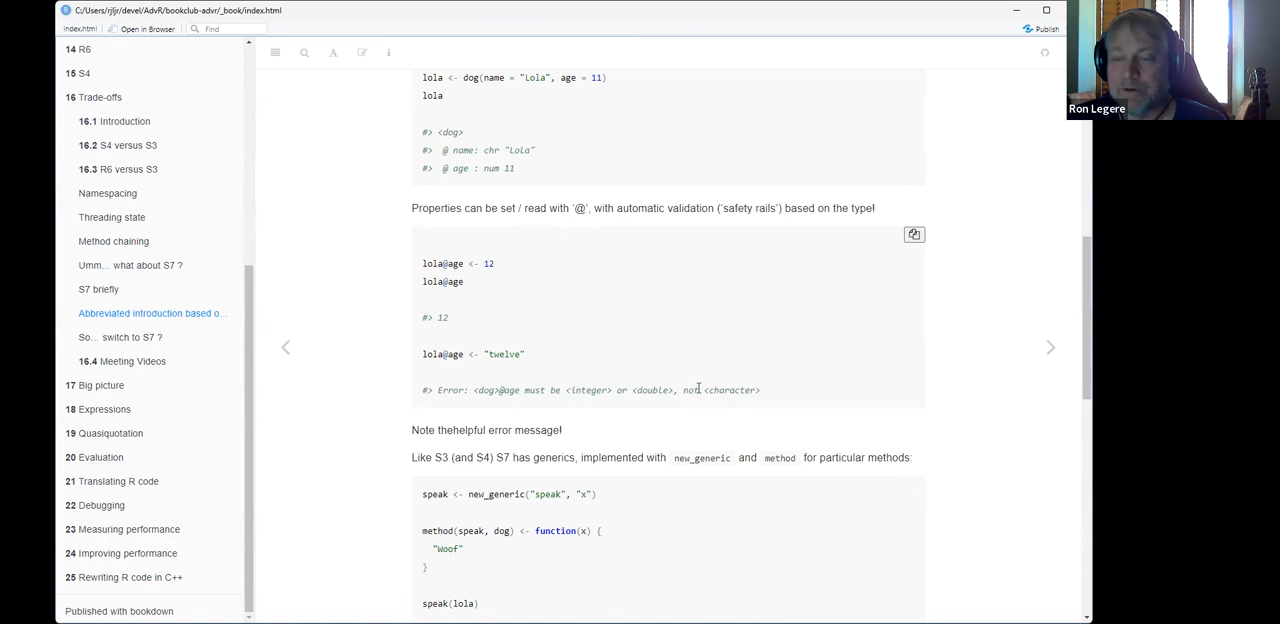 C:/Users/rjljr/devel/AdvR/bookclub-advr/_book/index.html
index.html
Open in Browser
Find
Publish
14 R6
15 S4
16 Trade-offs
16.1 Introduction
16.2 S4 versus S3
16.3 R6 versus S3
Namespacing
Threading state
Method chaining
Umm... what about S7 ?
S7 briefly
Abbreviated introduction based o...
So... switch to S7 ?
16.4 Meeting Videos
17 Big picture
18 Expressions
19 Quasiquotation
20 Evaluation
21 Translating R code
22 Debugging
23 Measuring performance
24 Improving performance
25 Rewriting R code in C++
Published with bookdown
lola <- dog(name = "Lola", age = 11)
lola
#> <dog>
#> @ name: chr "Lola"
#> @ age : num 11
Properties can be set / read with '@', with automatic validation ('safety rails') based on the type!
lola@age <- 12
lola@age
#> 12
lola@age <- "twelve"
#> Error: <dog>@age must be <integer> or <double>, not <character>
Note thehelpful error message!
Like S3 (and S4) S7 has generics, implemented with new_generic and method for particular methods:
speak <- new_generic("speak", "x")
method(speak, dog) <- function(x) {
"Woof"
}
speak(lola)
Ron Legere